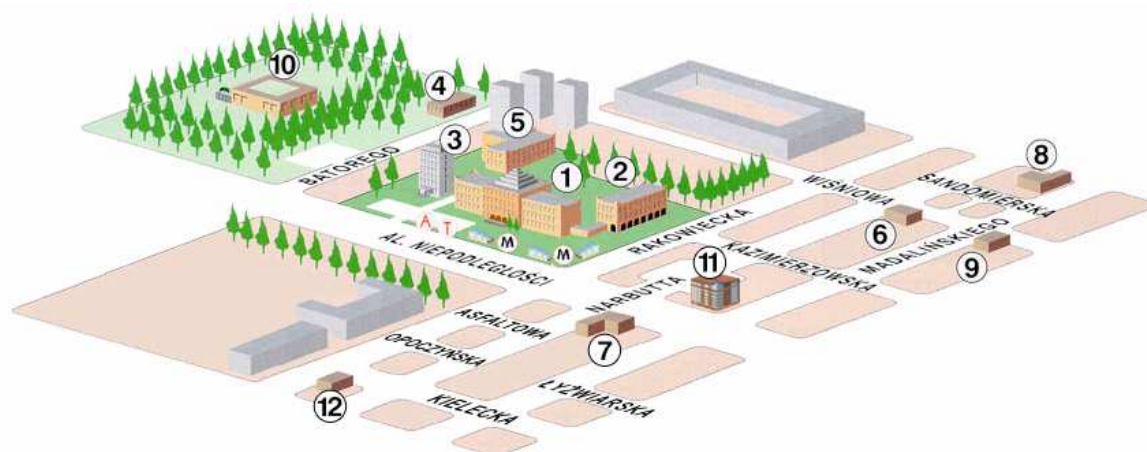 10
4
3
5
BATOREGO
1
2
8
WIŚNIOWA
SANDOMIERSKA
A T
M
M
AL. NIEPODLEGŁOŚCI
RAKOWIECKA
6
MADALIŃSKIEGO
KAZIMIERZOWSKA
9
11
NARBUTTA
ASFALTOWA
OPOCZYŃSKA
7
ŁYŻWIARSKA
12
KIELECKA